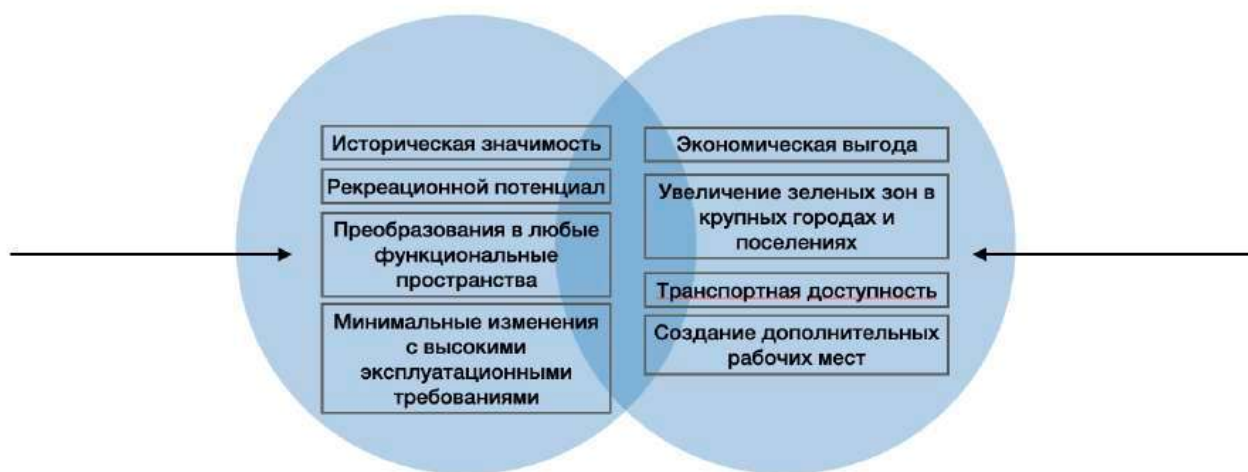 Историческая значимость
Рекреационной потенциал
Преобразования в любые
функциональные
пространства
Минимальные изменения
с высокими
эксплуатационными
требованиями
Экономическая выгода
Увеличение зеленых зон в
крупных городах и
поселениях
Транспортная доступность
Создание дополнительных
рабочих мест